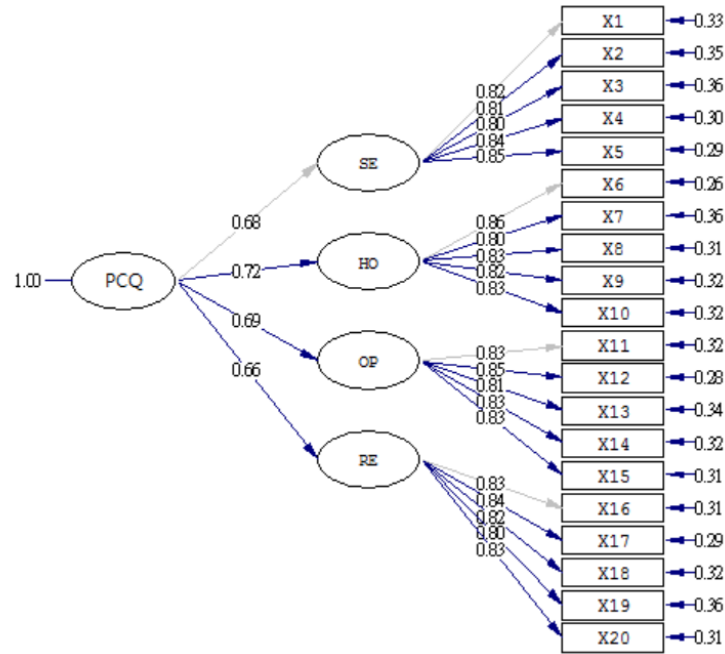 X1 0.33
X2 0.35
0.82 X3 0.36
0.81
0.80 X4 0.30
0.84
0.85 X5 0.29
SE
X6 0.26
0.68 0.86 X7 0.36
0.80
0.83 X8 0.31
HO
0.82
0.72 X9 0.32
0.83
1.00 PCQ X10 0.32
0.69 X11 0.32
0.83
OP 0.85 X12 0.28
0.66 0.81
0.83 X13 0.34
0.83
X14 0.32
RE X15 0.31
0.83
0.84 X16 0.31
0.82
0.80 X17 0.29
0.83
X18 0.32
X19 0.36
X20 0.31